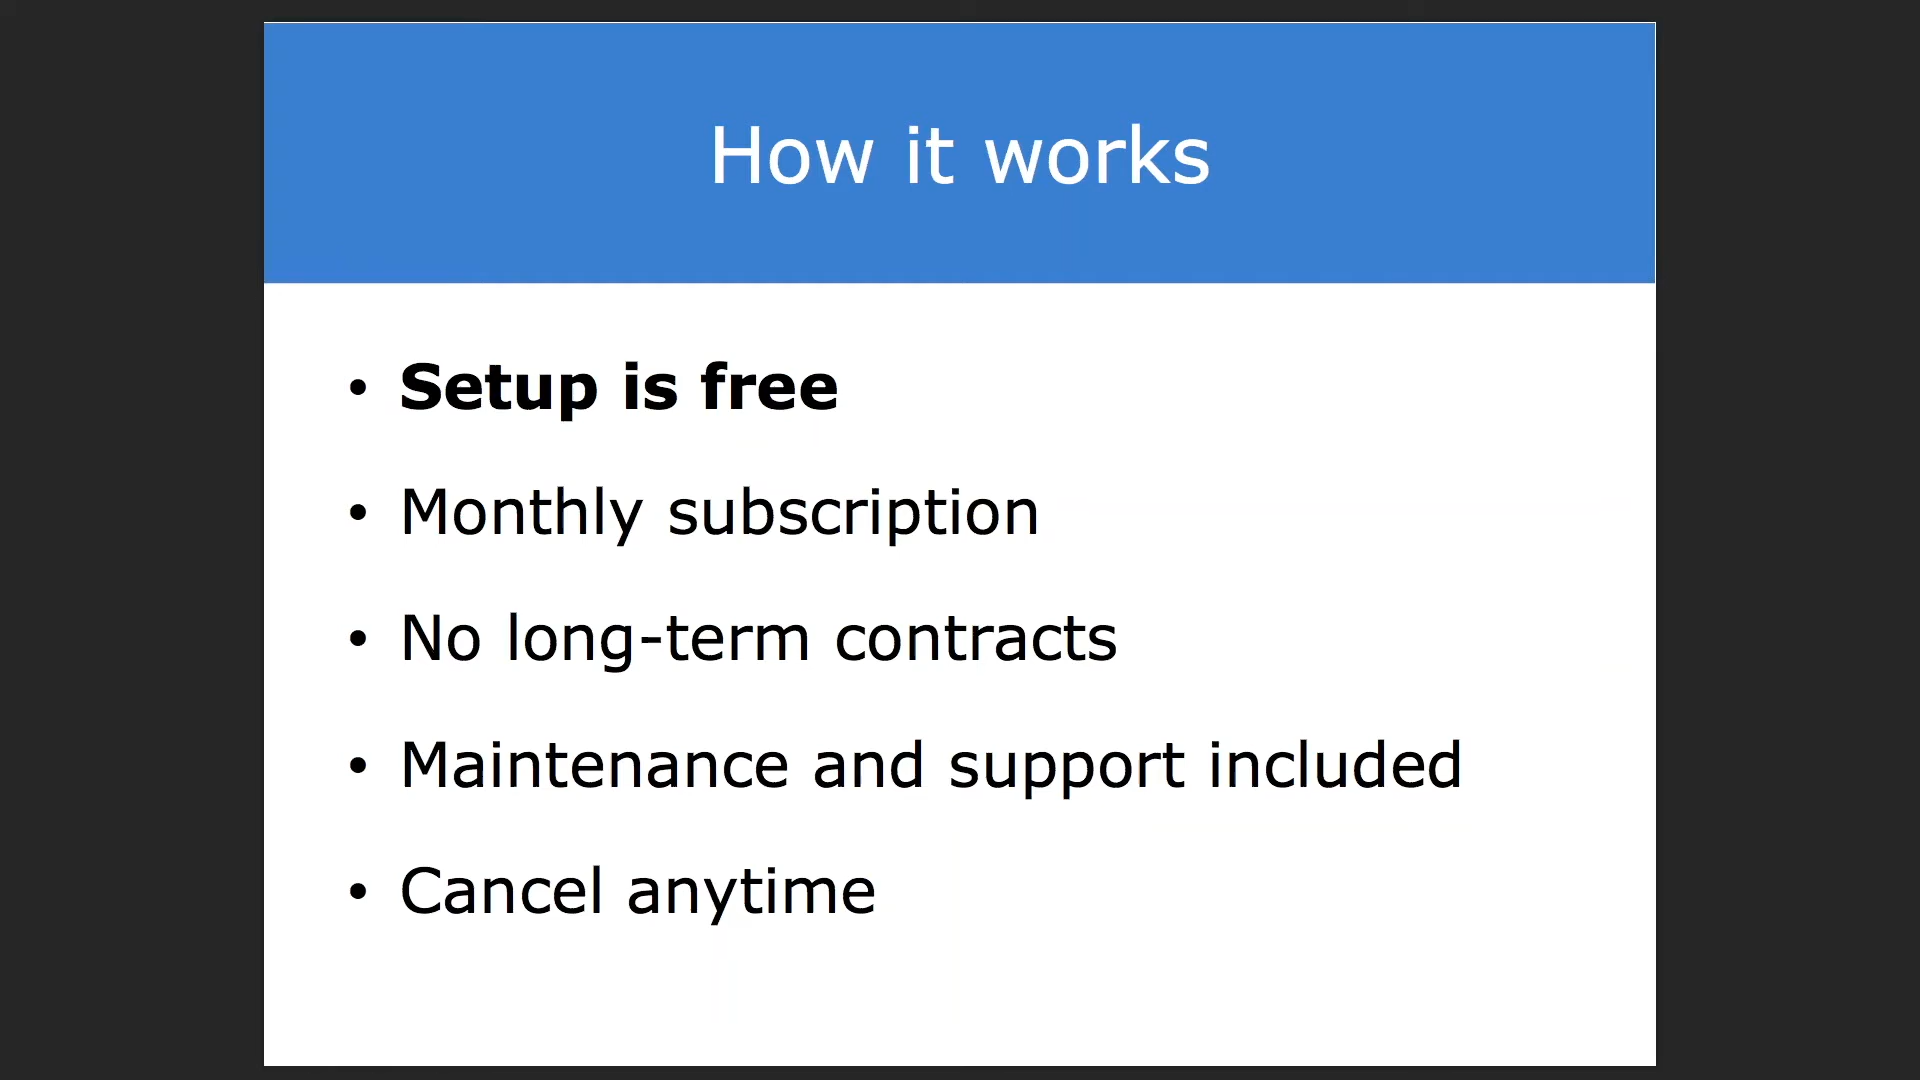 How it works
• Setup is free
• Monthly subscription
• No long-term contracts
• Maintenance and support included
• Cancel anytime